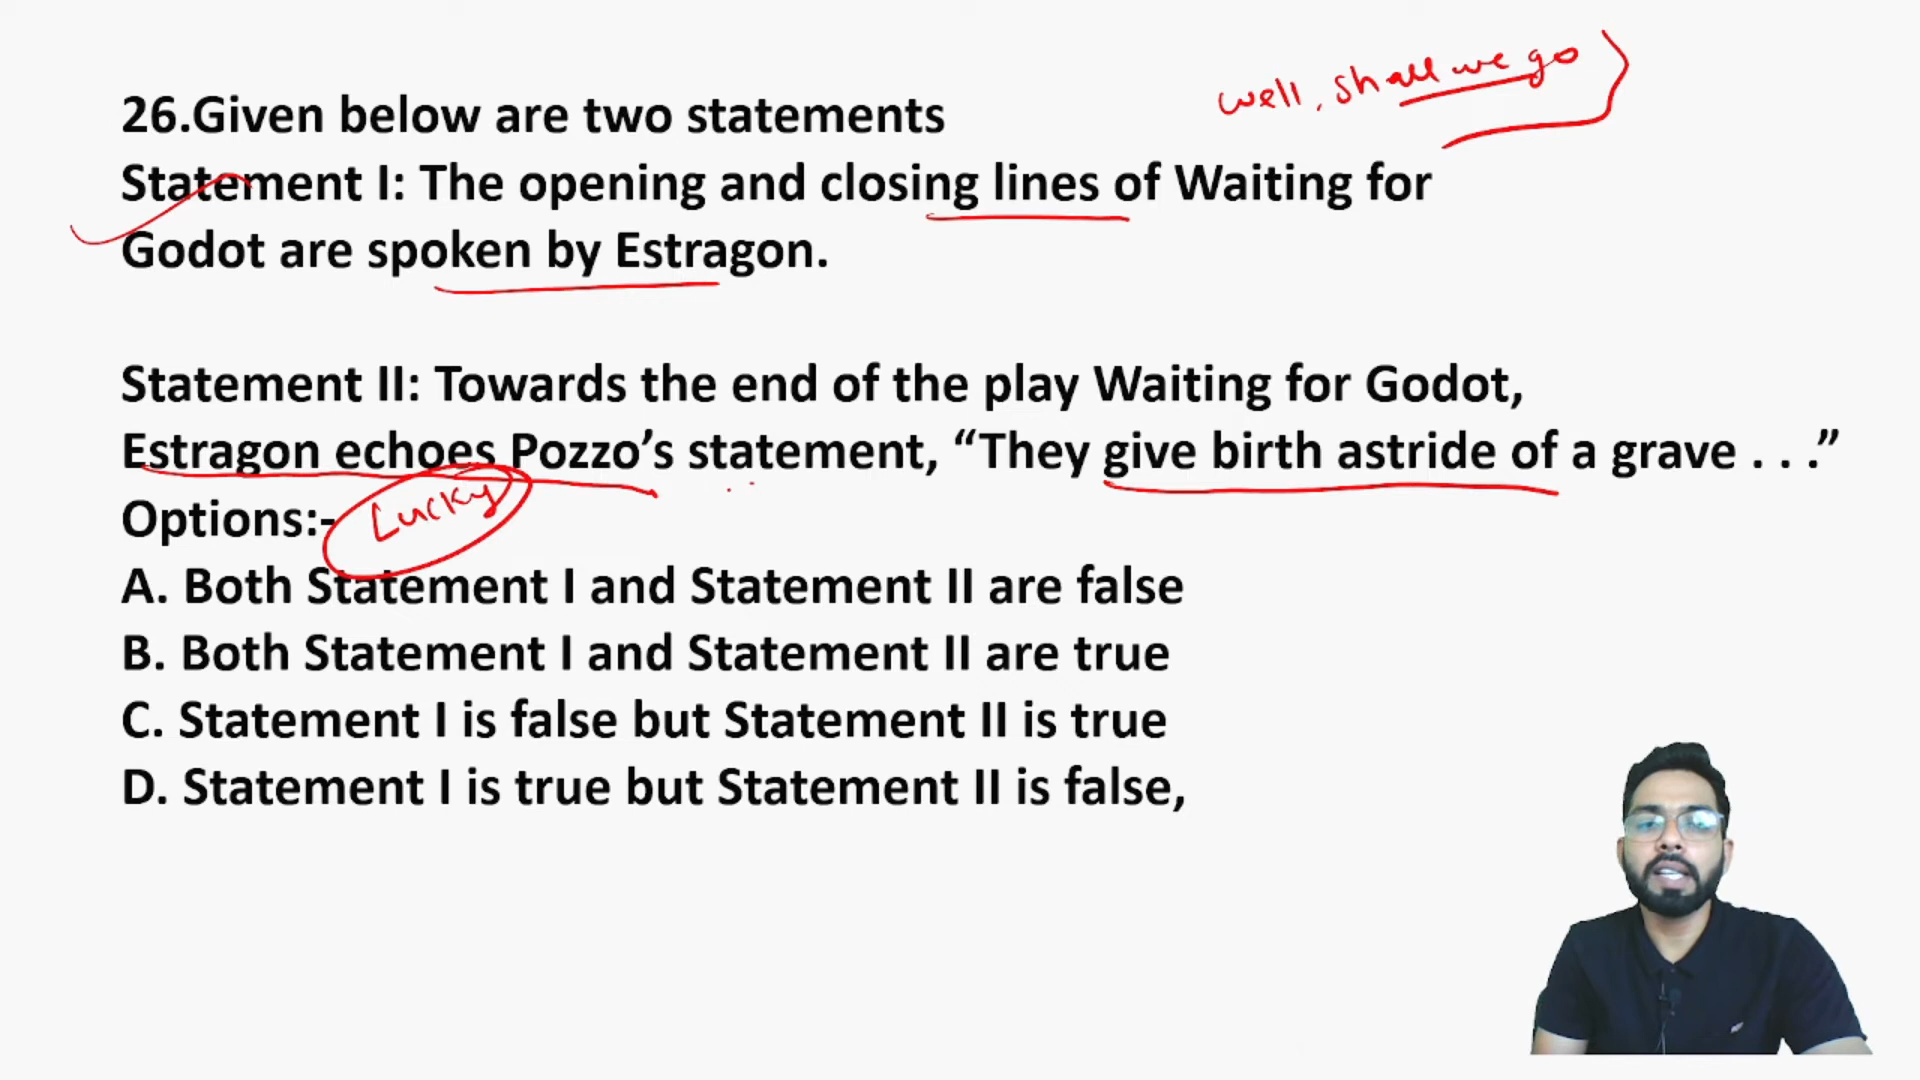 well, shall we go
26.Given below are two statements
Statement I: The opening and closing lines of Waiting for
Godot are spoken by Estragon.
Statement II: Towards the end of the play Waiting for Godot,
Estragon echoes Pozzo’s statement, “They give birth astride of a grave . . .”
Lucky
Options:-
A. Both Statement I and Statement II are false
B. Both Statement I and Statement II are true
C. Statement I is false but Statement II is true
D. Statement I is true but Statement II is false,